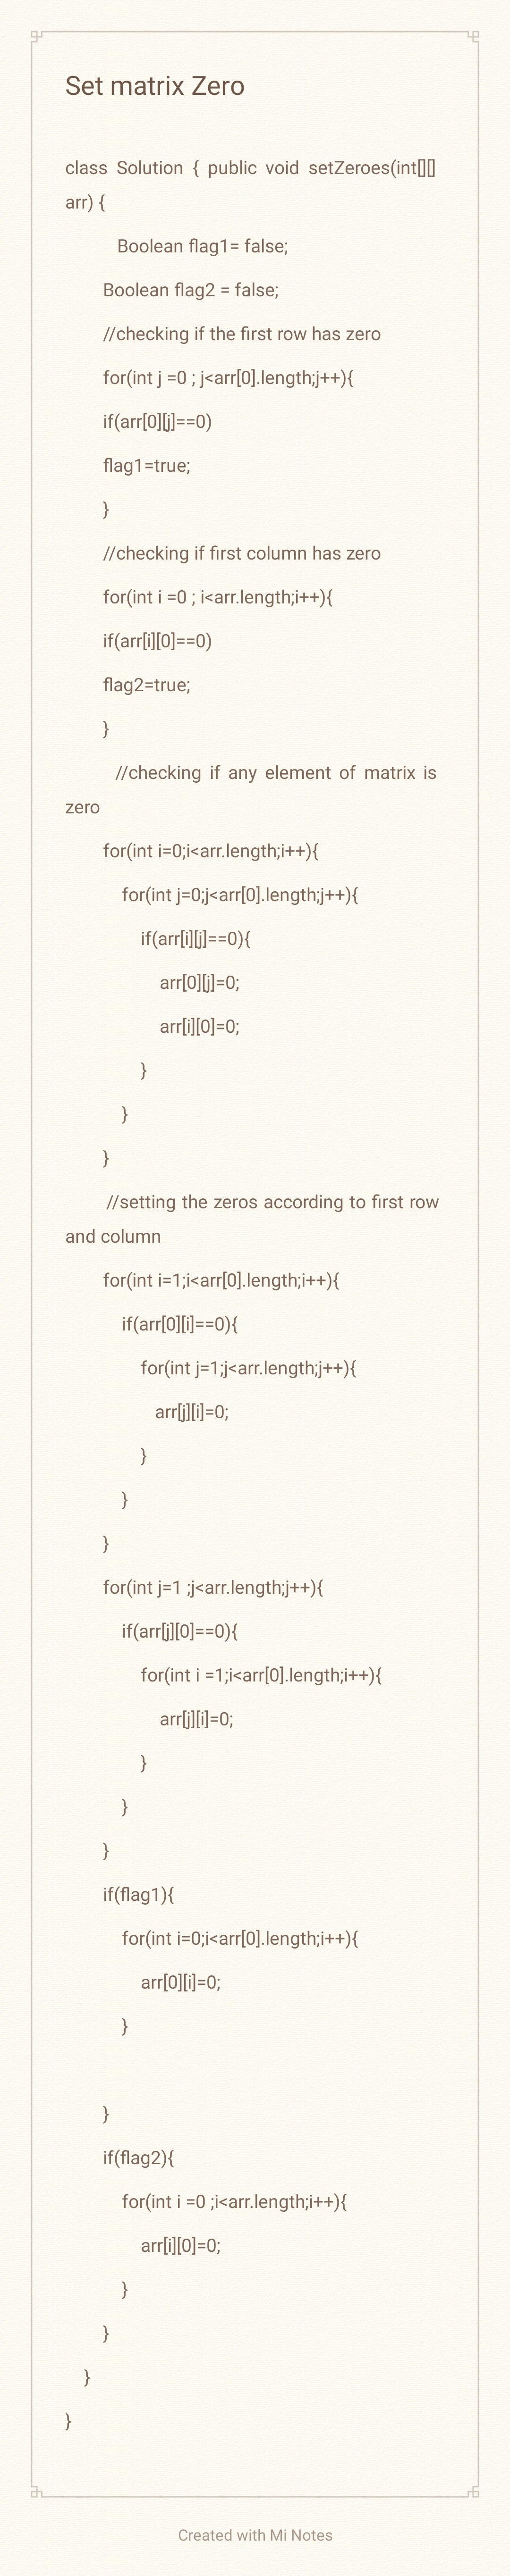 Set matrix Zero
class Solution { public void setZeroes(int[][]
arr) {
Boolean flag1= false;
Boolean flag2 = false;
//checking if the first row has zero
for(int j =0 ; j<arr[0].length;j++){
if(arr[0][j]==0)
flag1=true;
}
//checking if first column has zero
for(int i =0 ; i<arr.length;i++){
if(arr[i][0]==0)
flag2=true;
}
//checking if any element of matrix is
zero
for(int i=0;i<arr.length;i++){
for(int j=0;j<arr[0].length;j++){
if(arr[i][j]==0){
arr[0][j]=0;
arr[i][0]=0;
}
}
}
//setting the zeros according to first row
and column
for(int i=1;i<arr[0].length;i++){
if(arr[0][i]==0){
for(int j=1;j<arr.length;j++){
arr[j][i]=0;
}
}
}
for(int j=1 ;j<arr.length;j++){
if(arr[j][0]==0){
for(int i =1;i<arr[0].length;i++){
arr[j][i]=0;
}
}
}
if(flag1){
for(int i=0;i<arr[0].length;i++){
arr[0][i]=0;
}
}
if(flag2){
for(int i =0 ;i<arr.length;i++){
arr[i][0]=0;
}
}
}
}
Created with Mi Notes